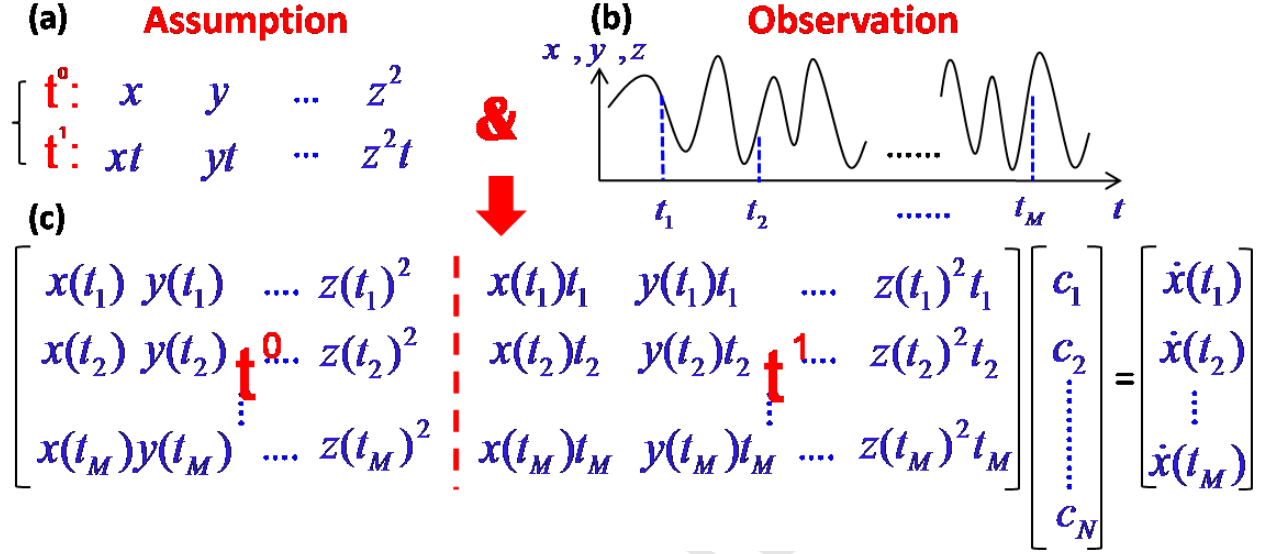 (a) Assumption
t⁰: x y ... z²
t¹: xt yt ... z²t
&
(b) Observation
x , y , z
......
t₁ t₂ ...... t_M t
(c)
x(t₁) y(t₁) .... z(t₁)² x(t₁)t₁ y(t₁)t₁ .... z(t₁)²t₁ c₁ ẋ(t₁)
x(t₂) y(t₂) .... z(t₂)² x(t₂)t₂ y(t₂)t₂ .... z(t₂)²t₂ c₂ = ẋ(t₂)
t⁰ t¹
x(t_M)y(t_M) .... z(t_M)² x(t_M)t_M y(t_M)t_M .... z(t_M)²t_M ẋ(t_M)
c_N